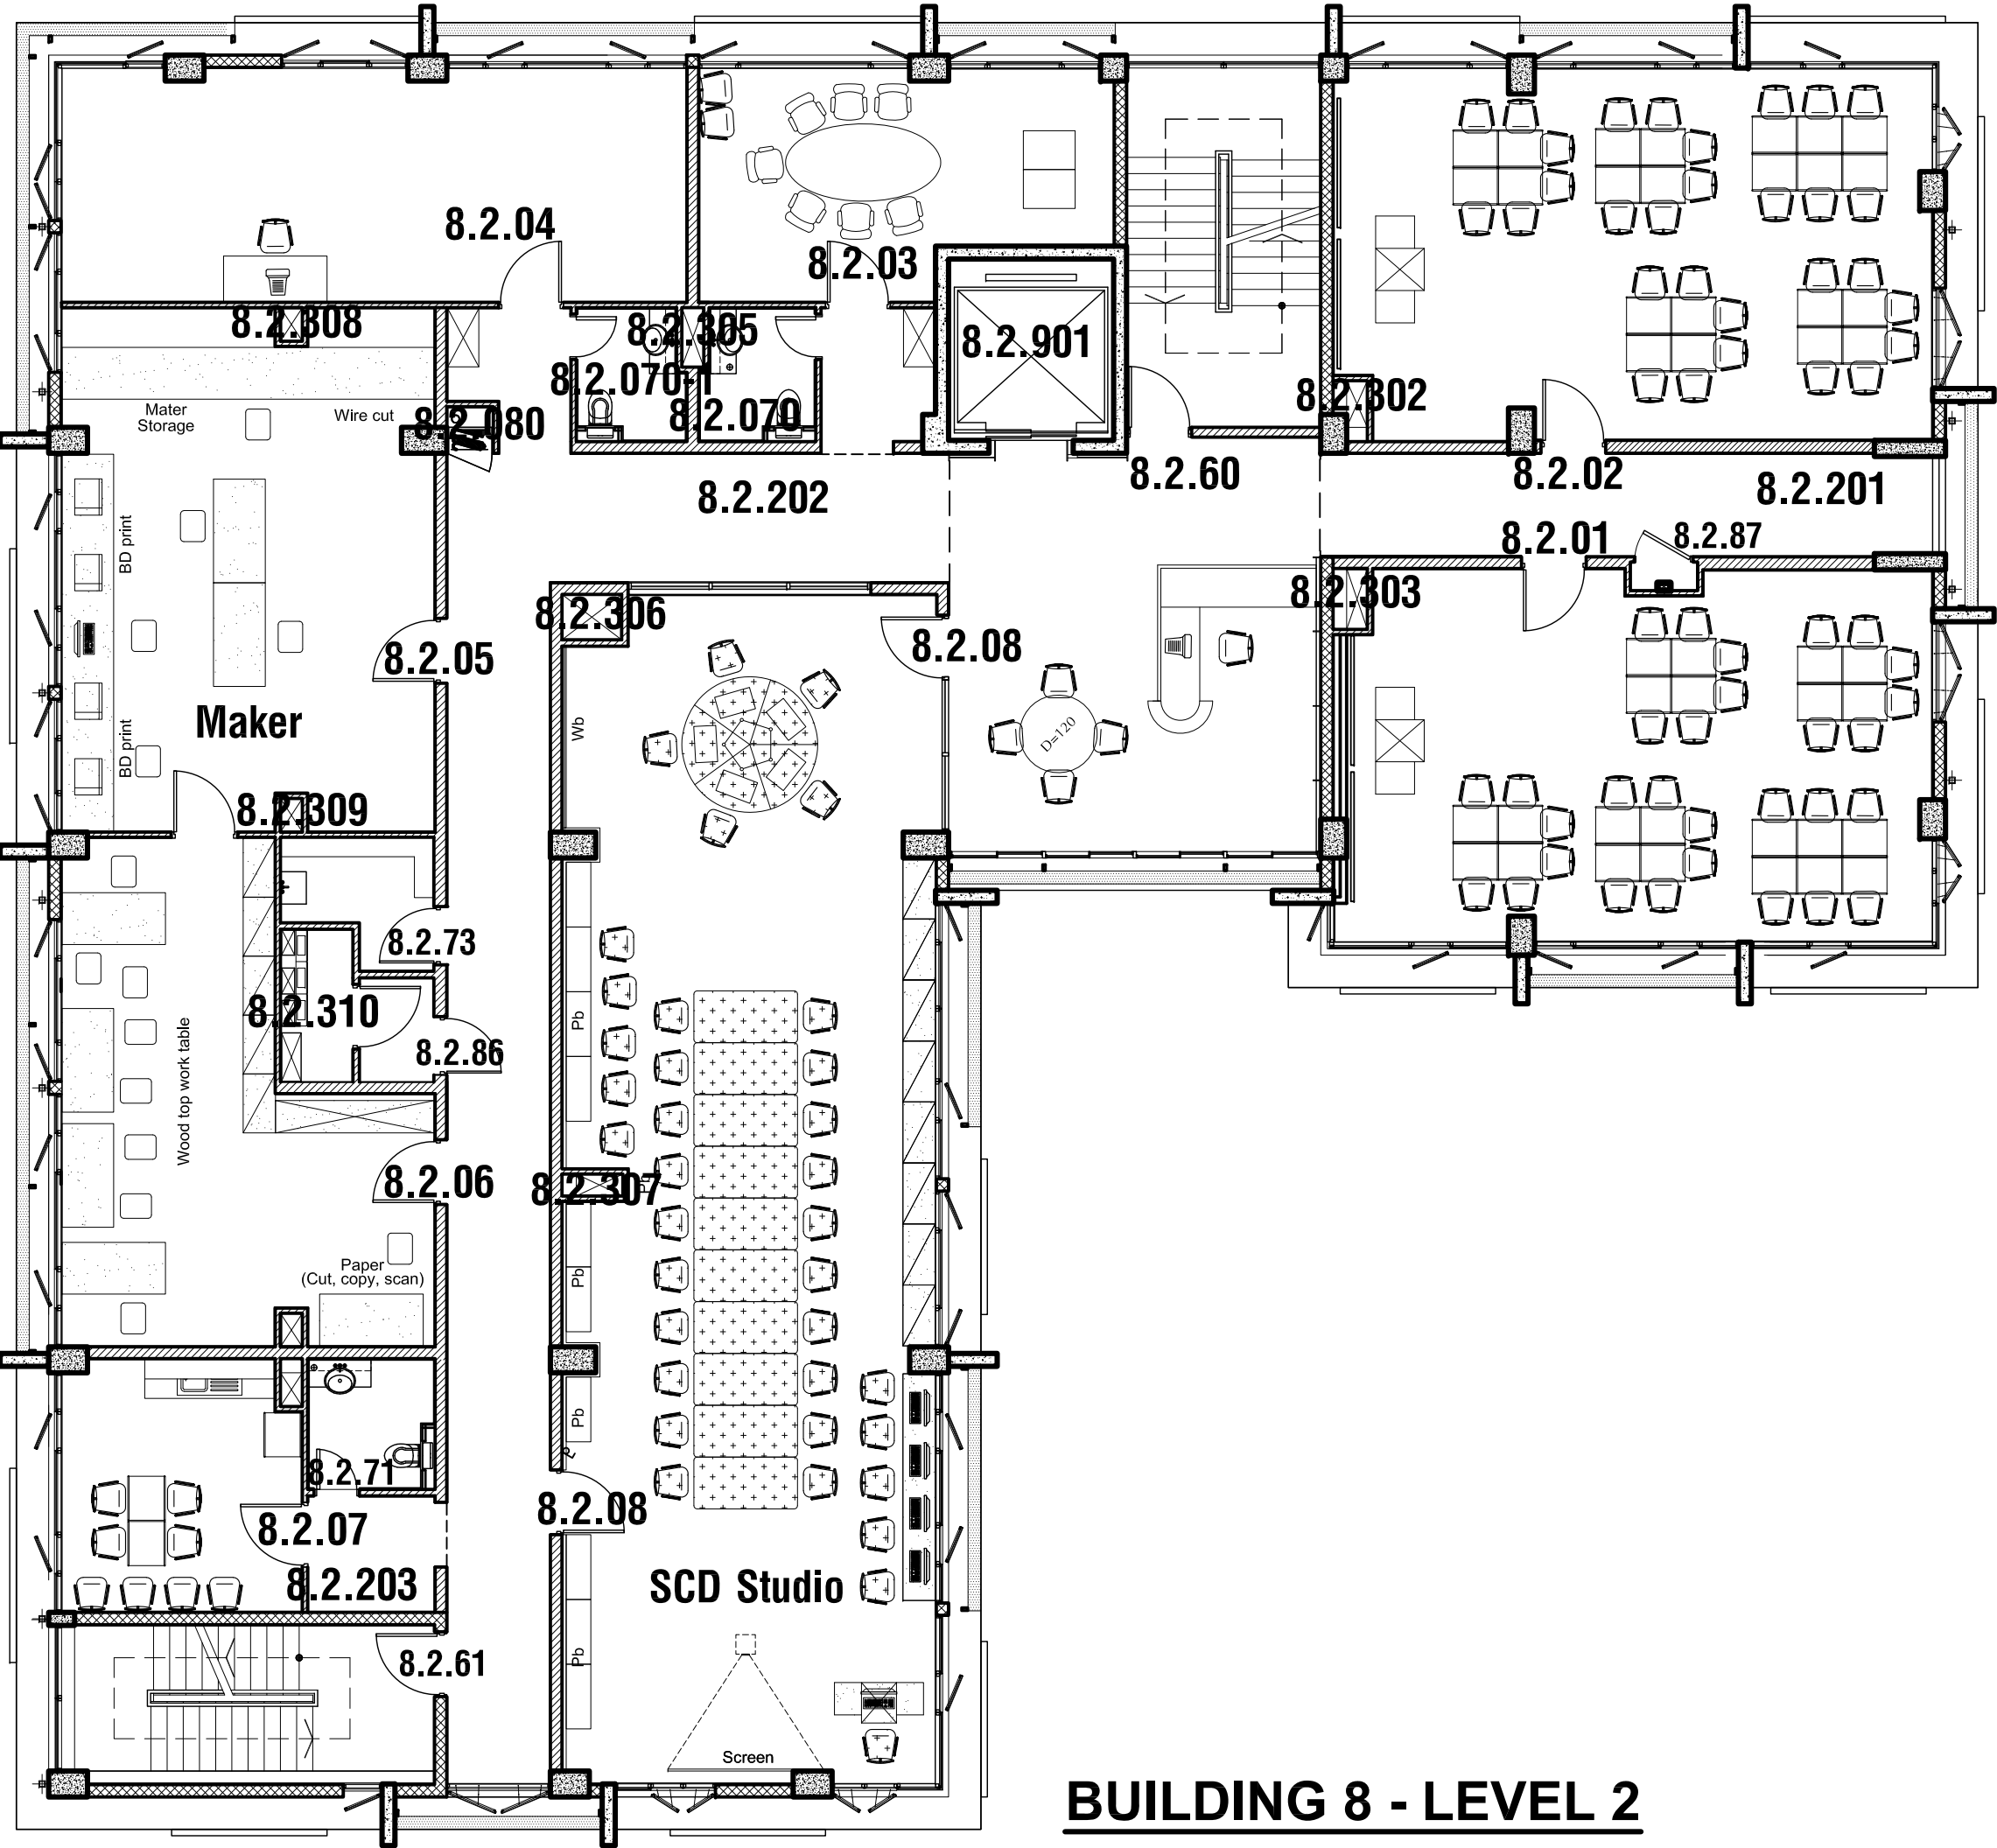 8.2.04
8.2.03
8.2.308
8.2.305
8.2.901
8.2.070-1
8.2.070
8.2.302
8.2.080
Mater
Storage
Wire cut
8.2.60
8.2.02
8.2.202
8.2.201
8.2.01
8.2.87
BD print
8.2.306
8.2.303
8.2.05
8.2.08
Maker
BD print
Wb
D=120
8.2.309
8.2.73
8.2.310
Pb
8.2.86
Wood top work table
8.2.06
8.2.307
Paper
(Cut, copy, scan)
Pb
Pb
8.2.71
8.2.07
8.2.08
8.2.203
SCD Studio
8.2.61
Pb
Screen
BUILDING 8 - LEVEL 2